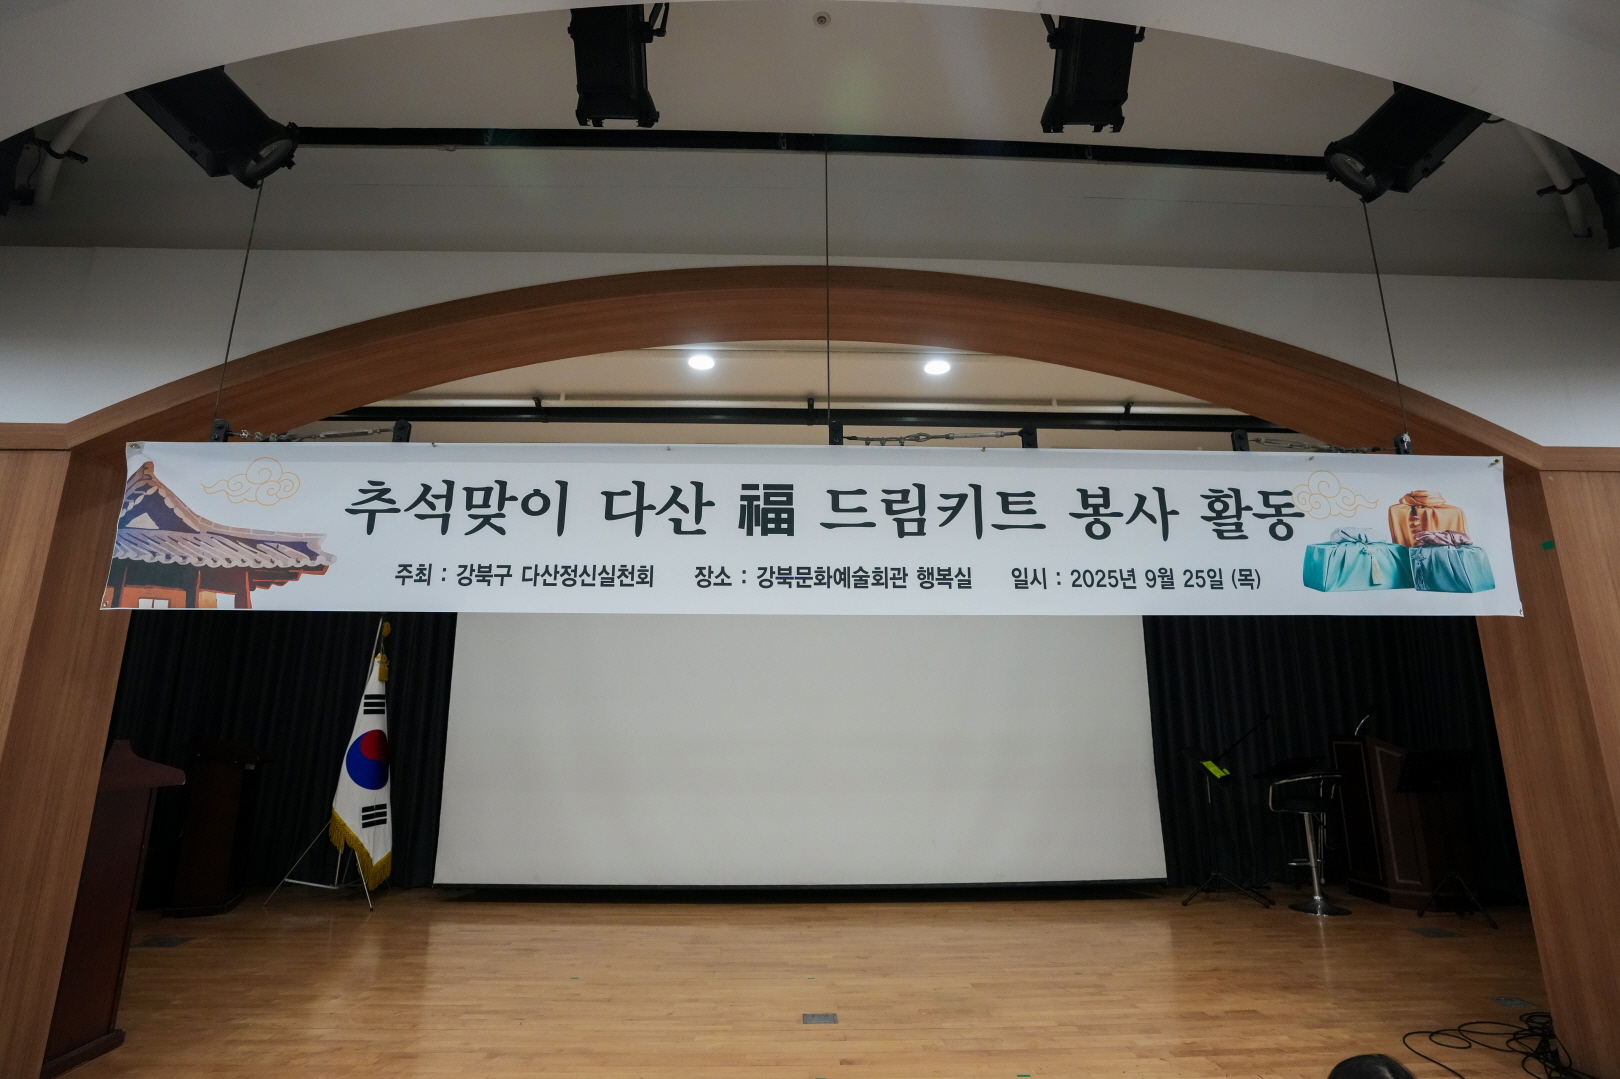 추석맞이 다산 福 드림키트 봉사 활동
주최 : 강북구 다산정신실천회 장소 : 강북문화예술회관 행복실 일시 : 2025년 9월 25일 (목)